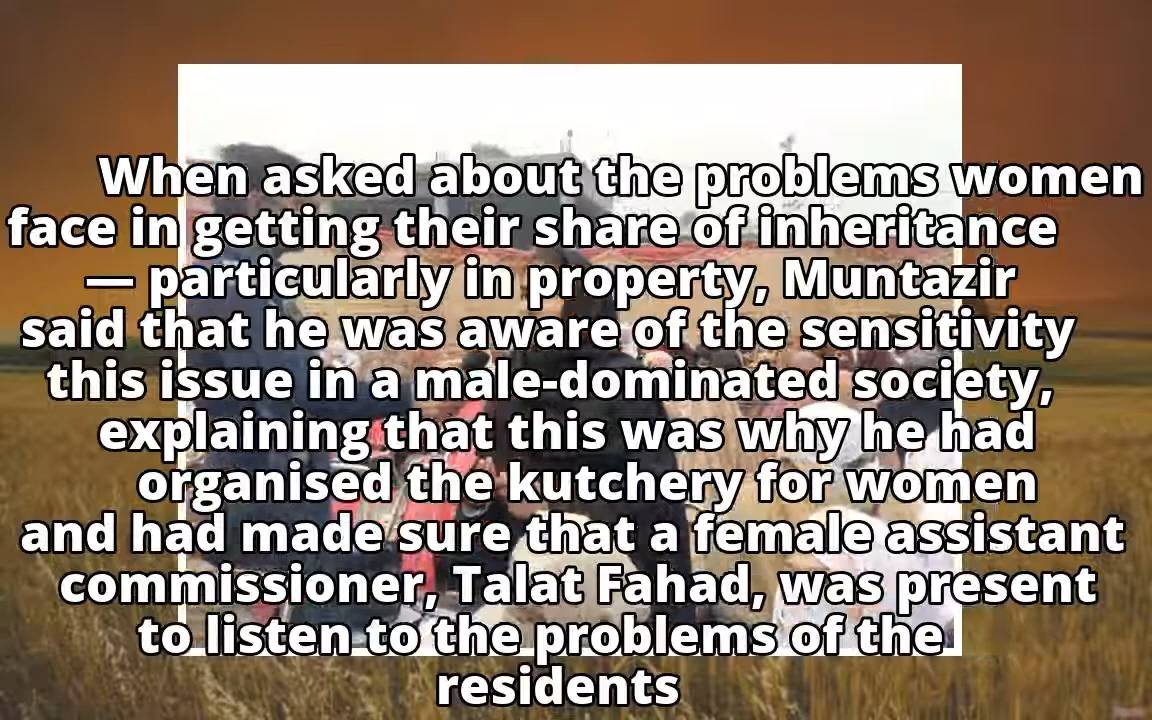 When asked about the problems women
face in getting their share of inheritance
— particularly in property, Muntazir
said that he was aware of the sensitivity
this issue in a male-dominated society,
explaining that this was why he had
organised the kutchery for women
and had made sure that a female assistant
commissioner, Talat Fahad, was present
to listen to the problems of the
residents